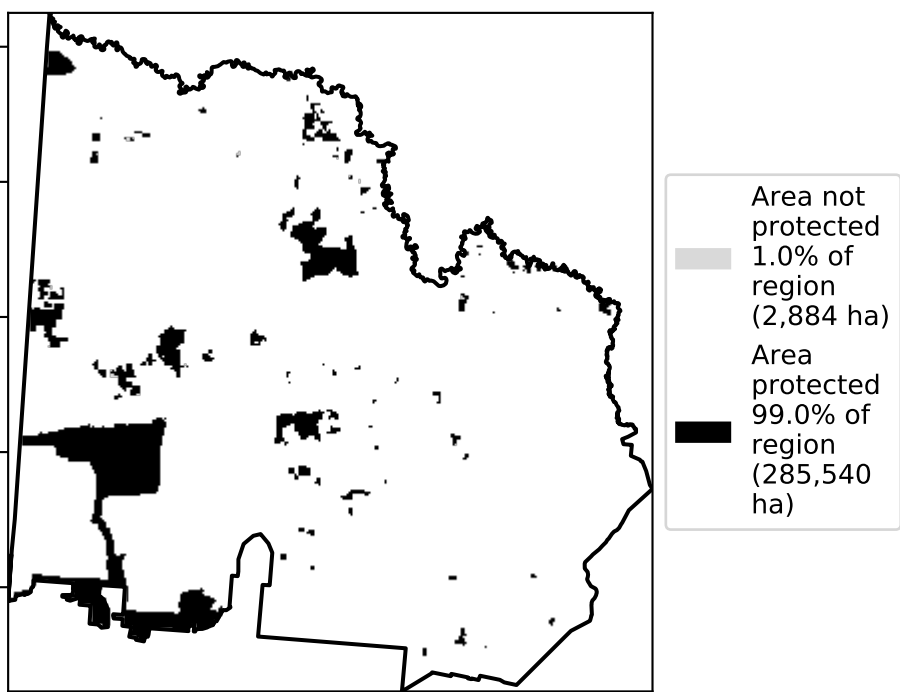 Area not
protected
1.0% of
region
(2,884 ha)
Area
protected
99.0% of
region
(285,540
ha)